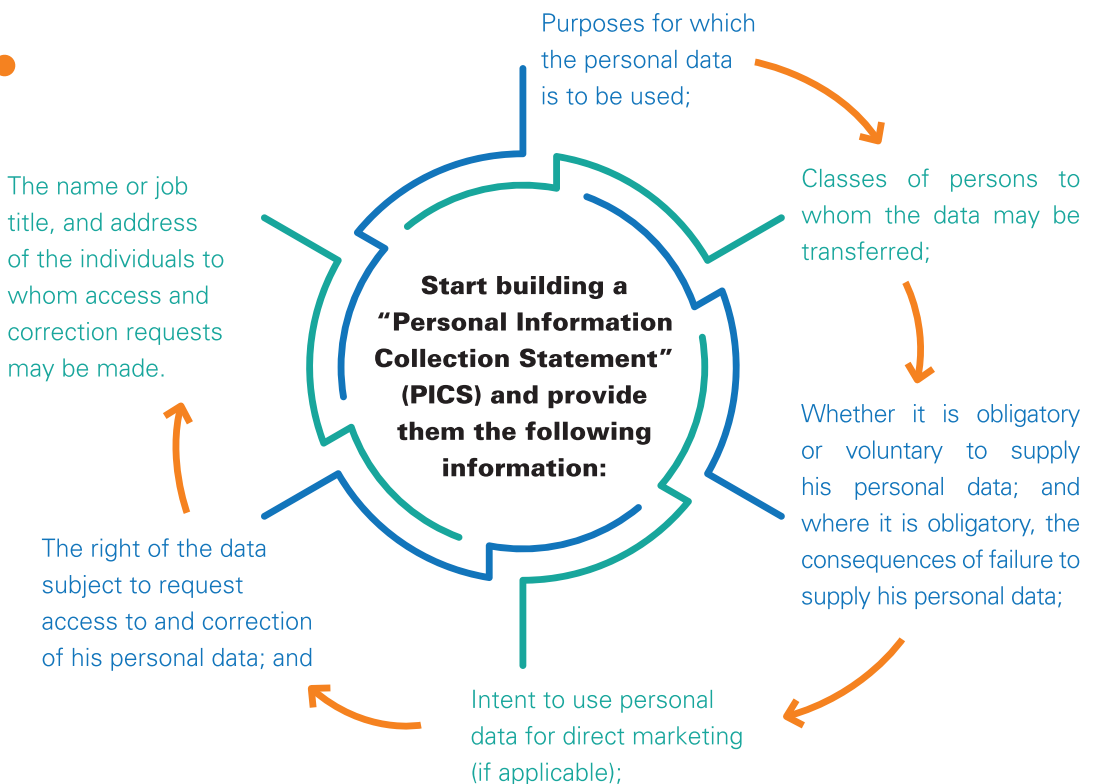 Start building a
“Personal Information
Collection Statement”
(PICS) and provide
them the following
information:
Purposes for which
the personal data
is to be used;
Classes of persons to
whom the data may be
transferred;
Whether it is obligatory
or voluntary to supply
his personal data; and
where it is obligatory, the
consequences of failure to
supply his personal data;
Intent to use personal
data for direct marketing
(if applicable);
The right of the data
subject to request
access to and correction
of his personal data; and
The name or job
title, and address
of the individuals to
whom access and
correction requests
may be made.